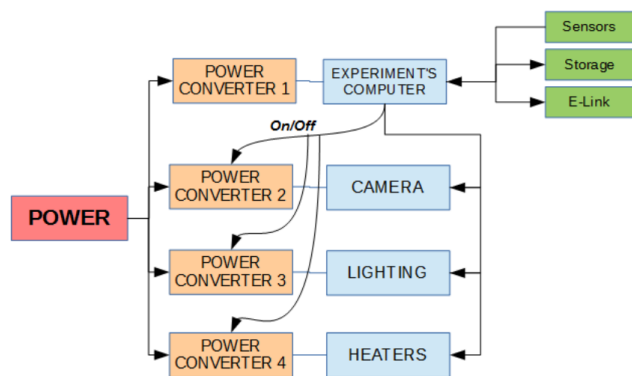 Sensors
POWER
CONVERTER 1
EXPERIMENT'S
COMPUTER
Storage
E-Link
On/Off
POWER
CONVERTER 2
CAMERA
POWER
POWER
CONVERTER 3
LIGHTING
POWER
CONVERTER 4
HEATERS